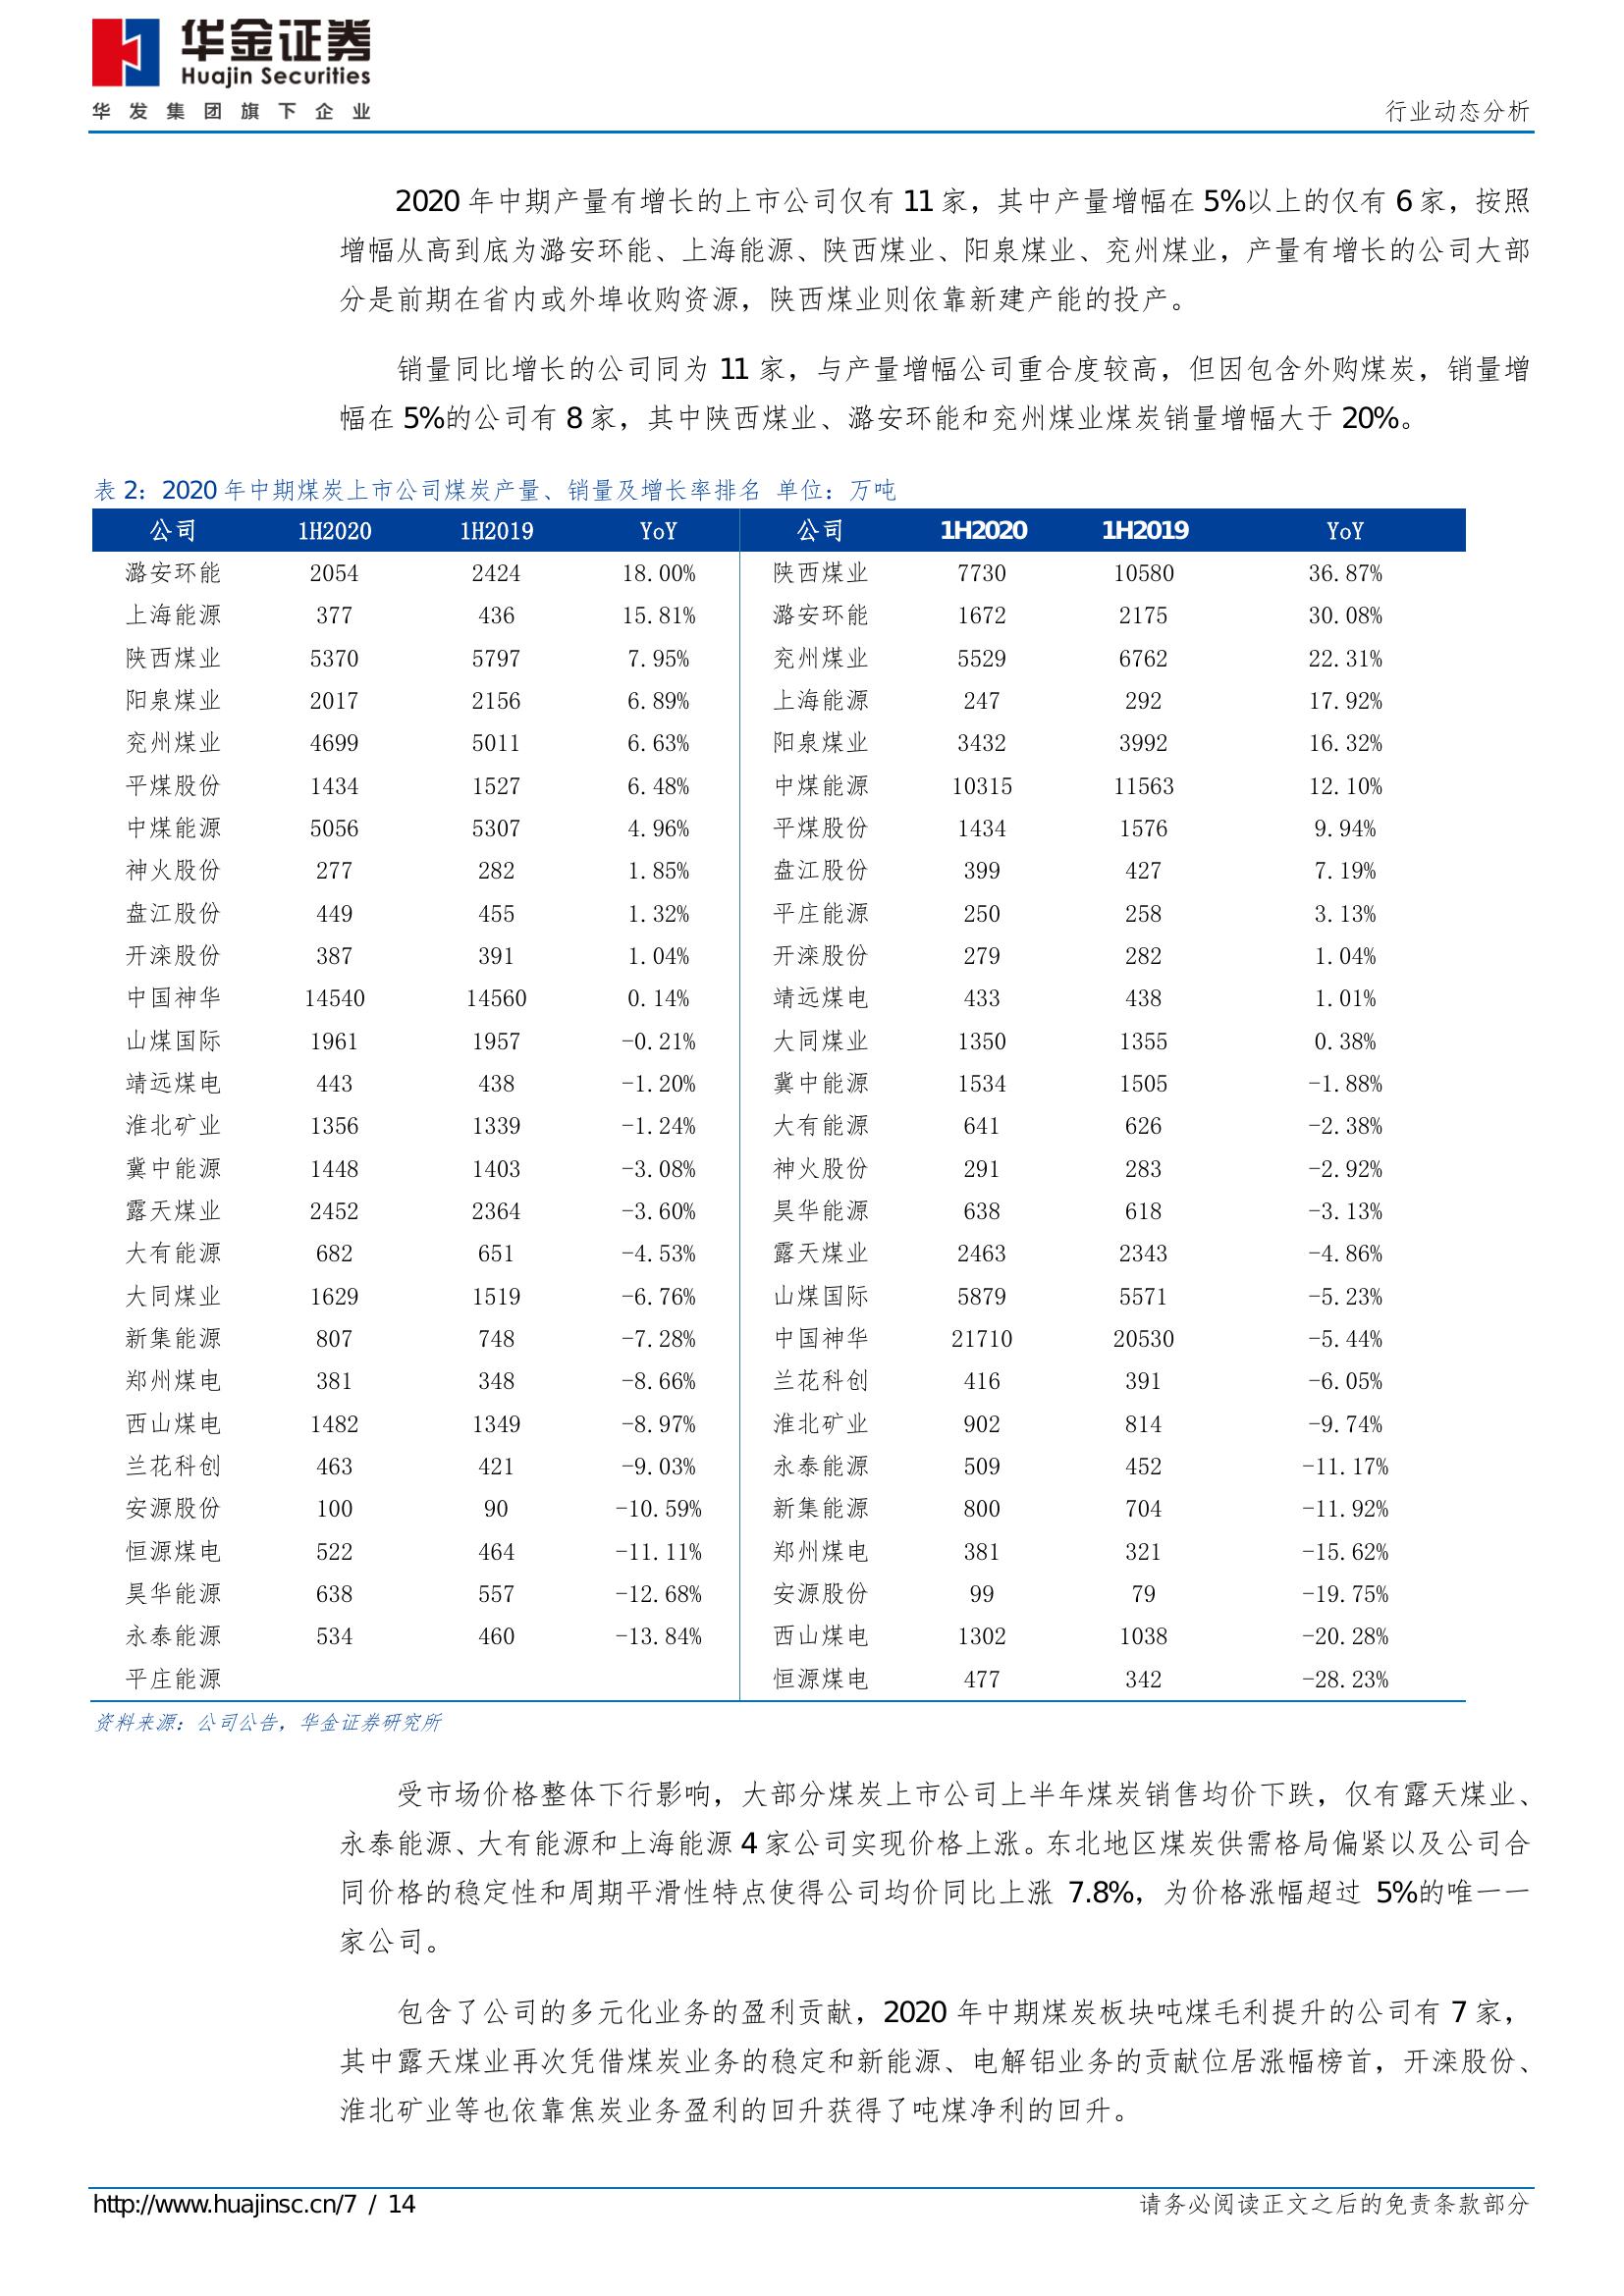 华金证券
Huajin Securities
华发集团旗下企业
行业动态分析
2020 年中期产量有增长的上市公司仅有 11 家，其中产量增幅在 5%以上的仅有 6 家，按照
增幅从高到底为潞安环能、上海能源、陕西煤业、阳泉煤业、兖州煤业，产量有增长的公司大部
分是前期在省内或外埠收购资源，陕西煤业则依靠新建产能的投产。
销量同比增长的公司同为 11 家，与产量增幅公司重合度较高，但因包含外购煤炭，销量增
幅在 5%的公司有 8 家，其中陕西煤业、潞安环能和兖州煤业煤炭销量增幅大于 20%。
表 2：2020 年中期煤炭上市公司煤炭产量、销量及增长率排名 单位：万吨
公司 1H2020 1H2019 YoY 公司 1H2020 1H2019 YoY
潞安环能 2054 2424 18.00% 陕西煤业 7730 10580 36.87%
上海能源 377 436 15.81% 潞安环能 1672 2175 30.08%
陕西煤业 5370 5797 7.95% 兖州煤业 5529 6762 22.31%
阳泉煤业 2017 2156 6.89% 上海能源 247 292 17.92%
兖州煤业 4699 5011 6.63% 阳泉煤业 3432 3992 16.32%
平煤股份 1434 1527 6.48% 中煤能源 10315 11563 12.10%
中煤能源 5056 5307 4.96% 平煤股份 1434 1576 9.94%
神火股份 277 282 1.85% 盘江股份 399 427 7.19%
盘江股份 449 455 1.32% 平庄能源 250 258 3.13%
开滦股份 387 391 1.04% 开滦股份 279 282 1.04%
中国神华 14540 14560 0.14% 靖远煤电 433 438 1.01%
山煤国际 1961 1957 -0.21% 大同煤业 1350 1355 0.38%
靖远煤电 443 438 -1.20% 冀中能源 1534 1505 -1.88%
淮北矿业 1356 1339 -1.24% 大有能源 641 626 -2.38%
冀中能源 1448 1403 -3.08% 神火股份 291 283 -2.92%
露天煤业 2452 2364 -3.60% 昊华能源 638 618 -3.13%
大有能源 682 651 -4.53% 露天煤业 2463 2343 -4.86%
大同煤业 1629 1519 -6.76% 山煤国际 5879 5571 -5.23%
新集能源 807 748 -7.28% 中国神华 21710 20530 -5.44%
郑州煤电 381 348 -8.66% 兰花科创 416 391 -6.05%
西山煤电 1482 1349 -8.97% 淮北矿业 902 814 -9.74%
兰花科创 463 421 -9.03% 永泰能源 509 452 -11.17%
安源股份 100 90 -10.59% 新集能源 800 704 -11.92%
恒源煤电 522 464 -11.11% 郑州煤电 381 321 -15.62%
昊华能源 638 557 -12.68% 安源股份 99 79 -19.75%
永泰能源 534 460 -13.84% 西山煤电 1302 1038 -20.28%
平庄能源 恒源煤电 477 342 -28.23%
资料来源：公司公告，华金证券研究所
受市场价格整体下行影响，大部分煤炭上市公司上半年煤炭销售均价下跌，仅有露天煤业、
永泰能源、大有能源和上海能源 4 家公司实现价格上涨。东北地区煤炭供需格局偏紧以及公司合
同价格的稳定性和周期平滑性特点使得公司均价同比上涨 7.8%，为价格涨幅超过 5%的唯一一
家公司。
包含了公司的多元化业务的盈利贡献，2020 年中期煤炭板块吨煤毛利提升的公司有 7 家，
其中露天煤业再次凭借煤炭业务的稳定和新能源、电解铝业务的贡献位居涨幅榜首，开滦股份、
淮北矿业等也依靠焦炭业务盈利的回升获得了吨煤净利的回升。
http://www.huajinsc.cn/7 / 14
请务必阅读正文之后的免责条款部分